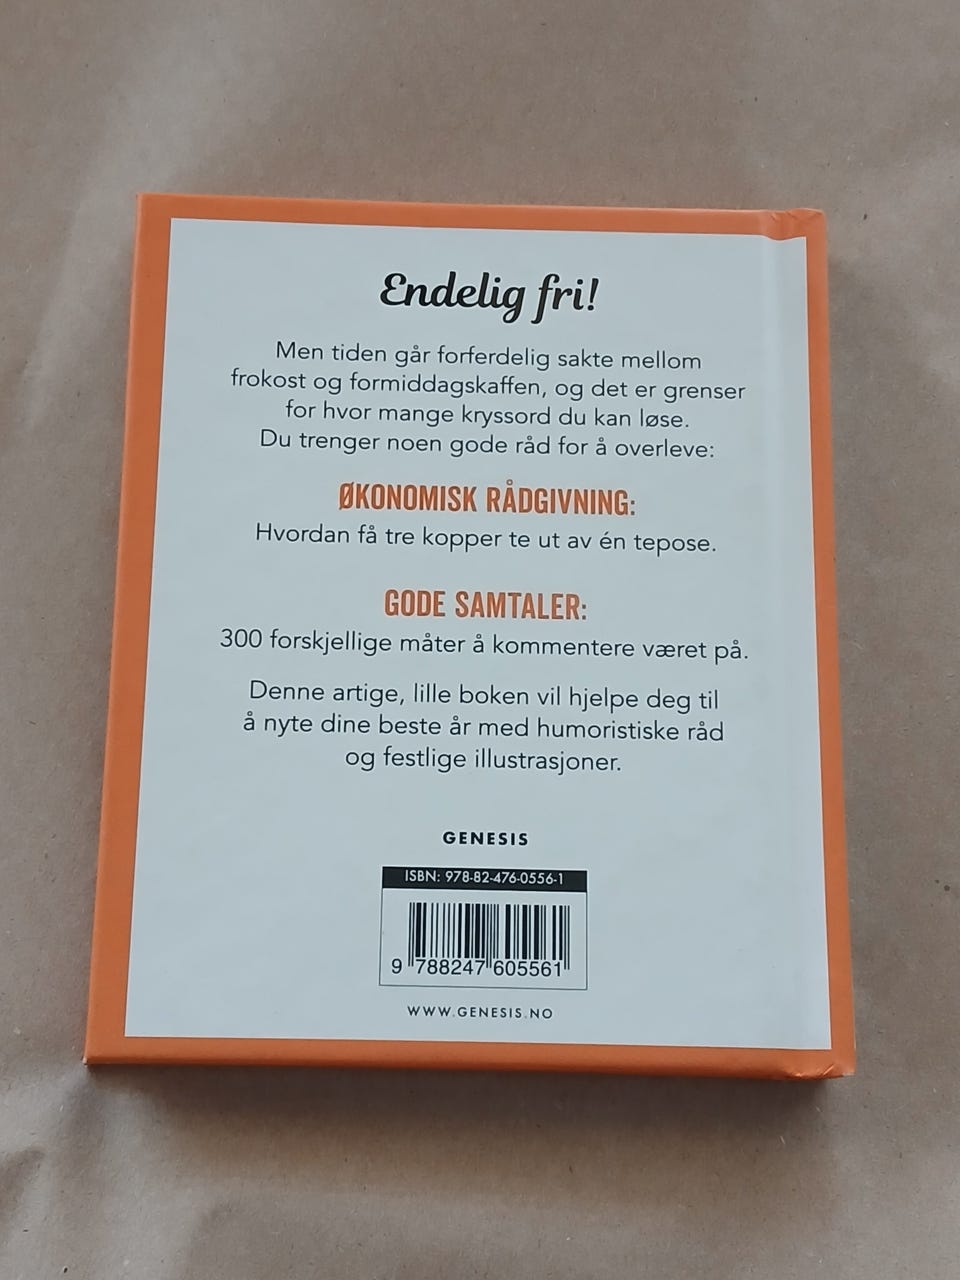 Endelig fri!
Men tiden går forferdelig sakte mellom
frokost og formiddagskaffen, og det er grenser
for hvor mange kryssord du kan løse.
Du trenger noen gode råd for å overleve:
ØKONOMISK RÅDGIVNING:
Hvordan få tre kopper te ut av én tepose.
GODE SAMTALER:
300 forskjellige måter å kommentere været på.
Denne artige, lille boken vil hjelpe deg til
å nyte dine beste år med humoristiske råd
og festlige illustrasjoner.
GENESIS
ISBN: 978-82-476-0556-1
9 788247 605561
WWW.GENESIS.NO